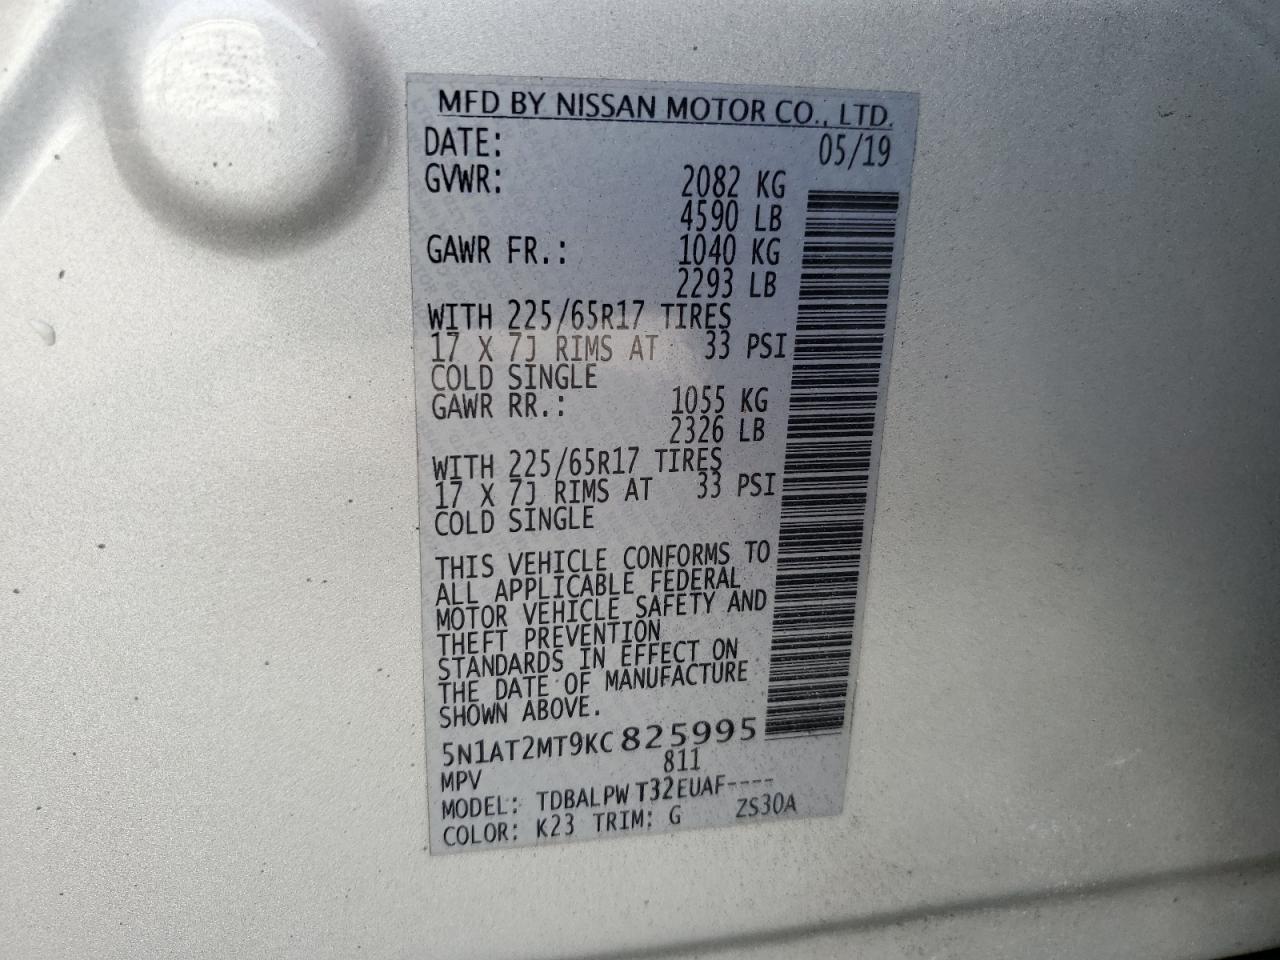 MFD BY NISSAN MOTOR CO., LTD.
DATE: 05/19
GVWR: 2082 KG
4590 LB
GAWR FR.: 1040 KG
2293 LB
WITH 225/65R17 TIRES
17 X 7J RIMS AT 33 PSI
COLD SINGLE
GAWR RR.: 1055 KG
2326 LB
WITH 225/65R17 TIRES
17 X 7J RIMS AT 33 PSI
COLD SINGLE
THIS VEHICLE CONFORMS TO
ALL APPLICABLE FEDERAL
MOTOR VEHICLE SAFETY AND
THEFT PREVENTION
STANDARDS IN EFFECT ON
THE DATE OF MANUFACTURE
SHOWN ABOVE.
5N1AT2MT9KC825995
MPV 811
MODEL: TDBALPW T32EUAF----
COLOR: K23 TRIM: G ZS30A